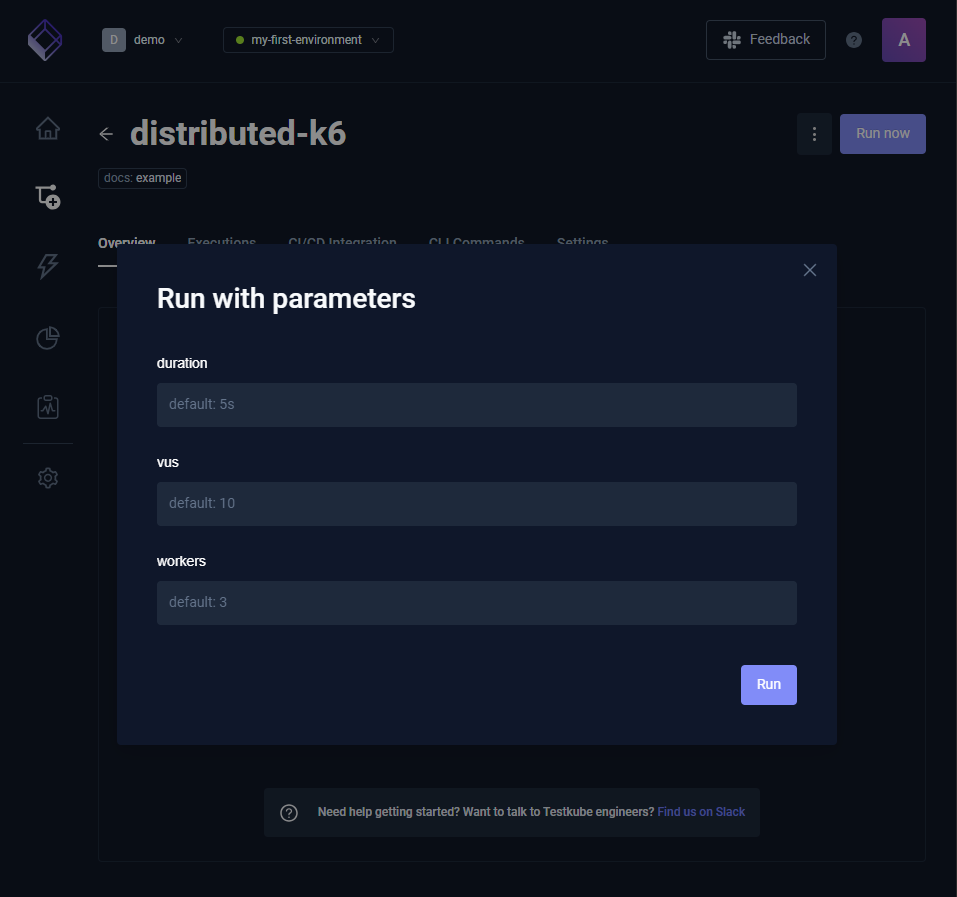 D demo my-first-environment Feedback ? A
distributed-k6 Run now
docs: example
Overview Executions CI/CD Integration CLI Commands Settings
Run with parameters
duration
default: 5s
vus
default: 10
workers
default: 3
Run
? Need help getting started? Want to talk to Testkube engineers? Find us on Slack